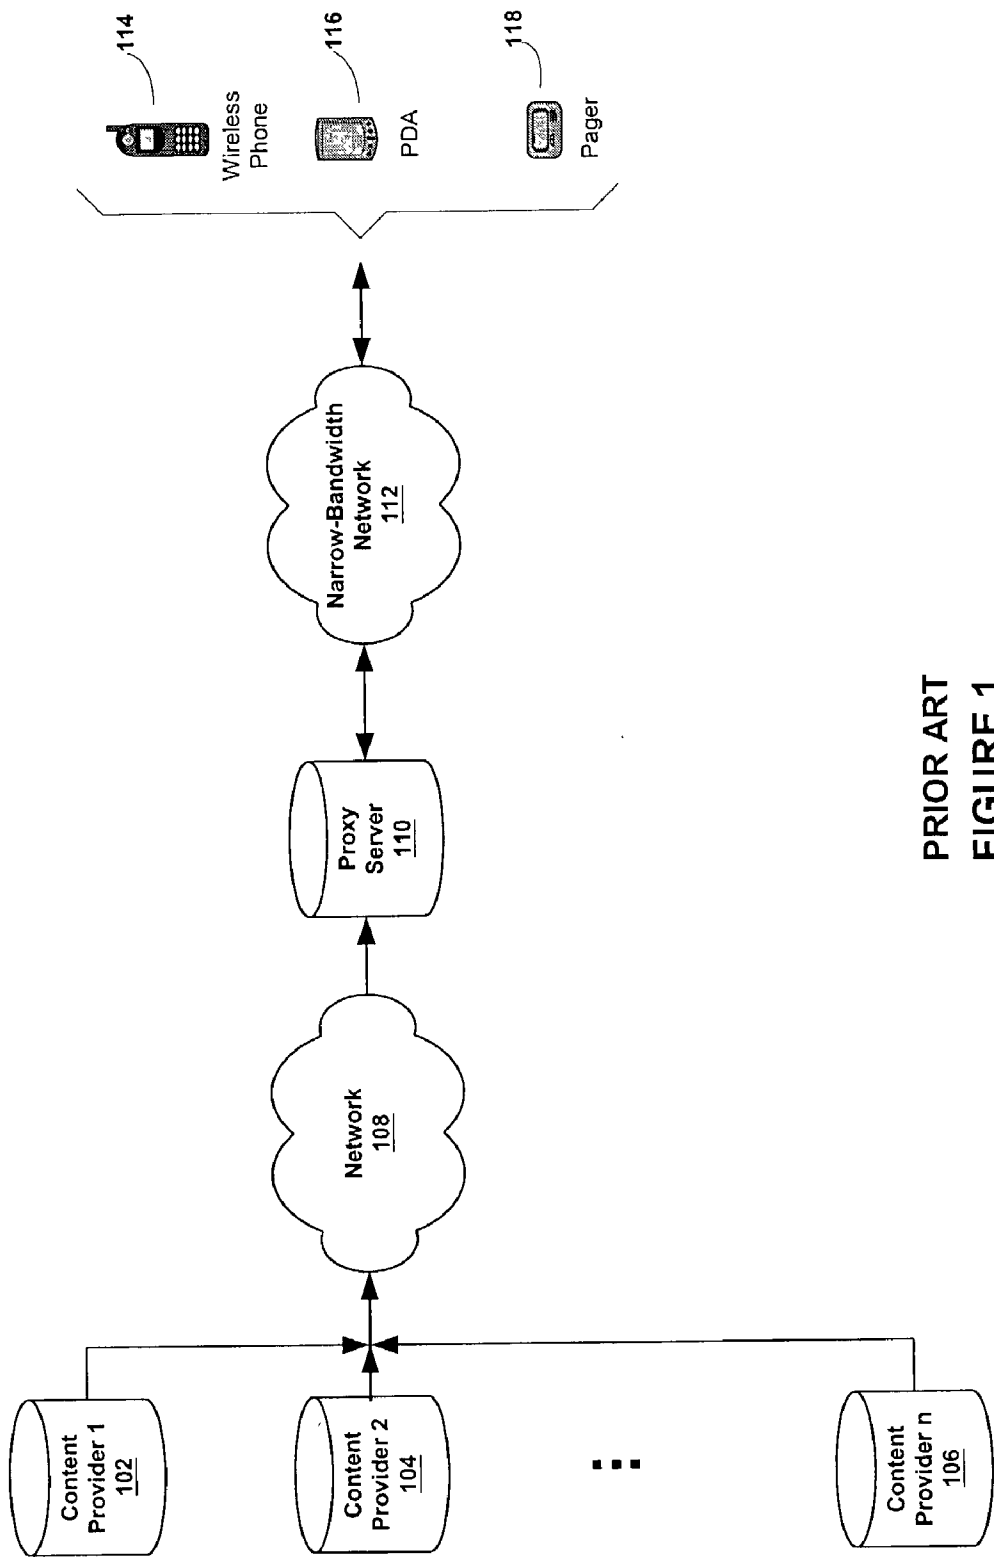 Content
Provider 1
102
Content
Provider 2
104
Content
Provider n
106
Network
108
Proxy
Server
110
Narrow-Bandwidth
Network
112
114
Wireless
Phone
116
PDA
118
Pager
PRIOR ART
FIGURE 1